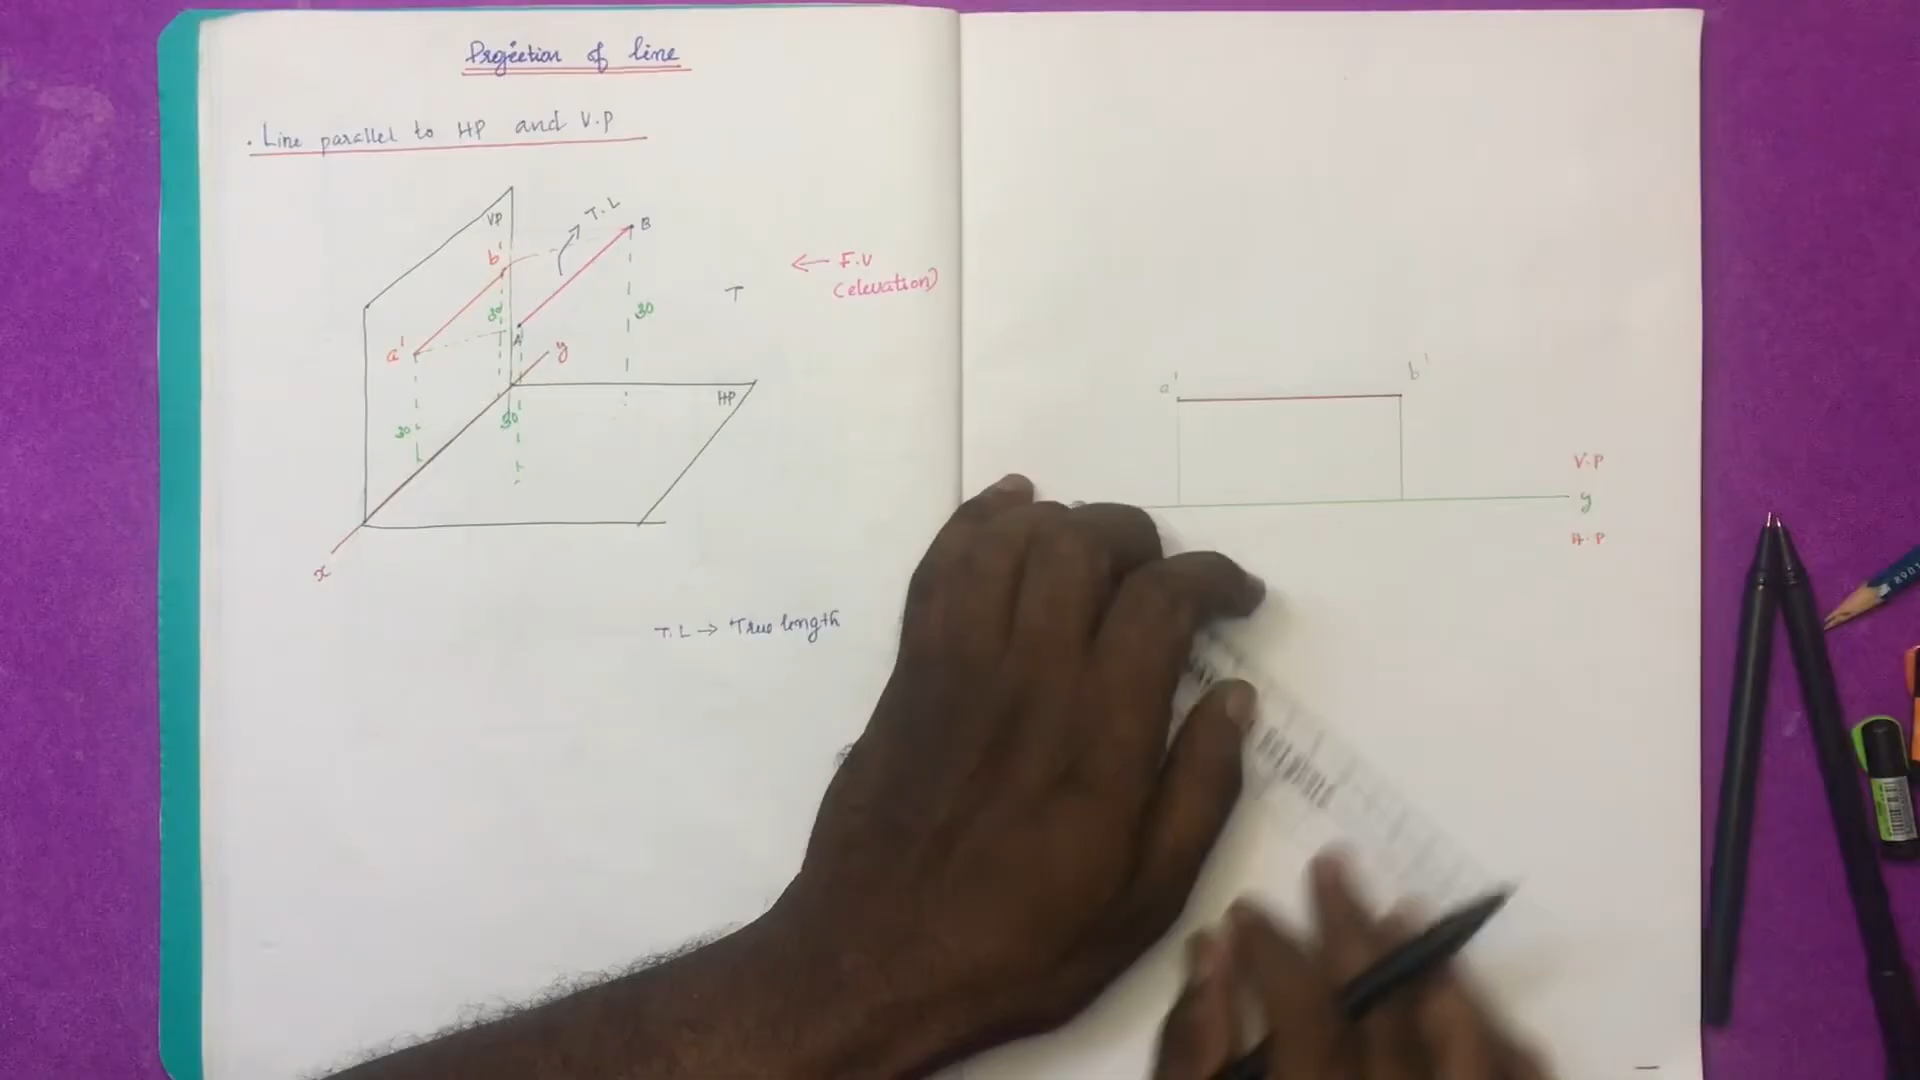 Projection of line
. Line parallel to HP and V.P
VP
T.L
b'
B
← F.V
(elevation)
T
30
30
A
a'
y
HP
30
30
x
T.L → True length
a'
b'
V.P
y
H.P